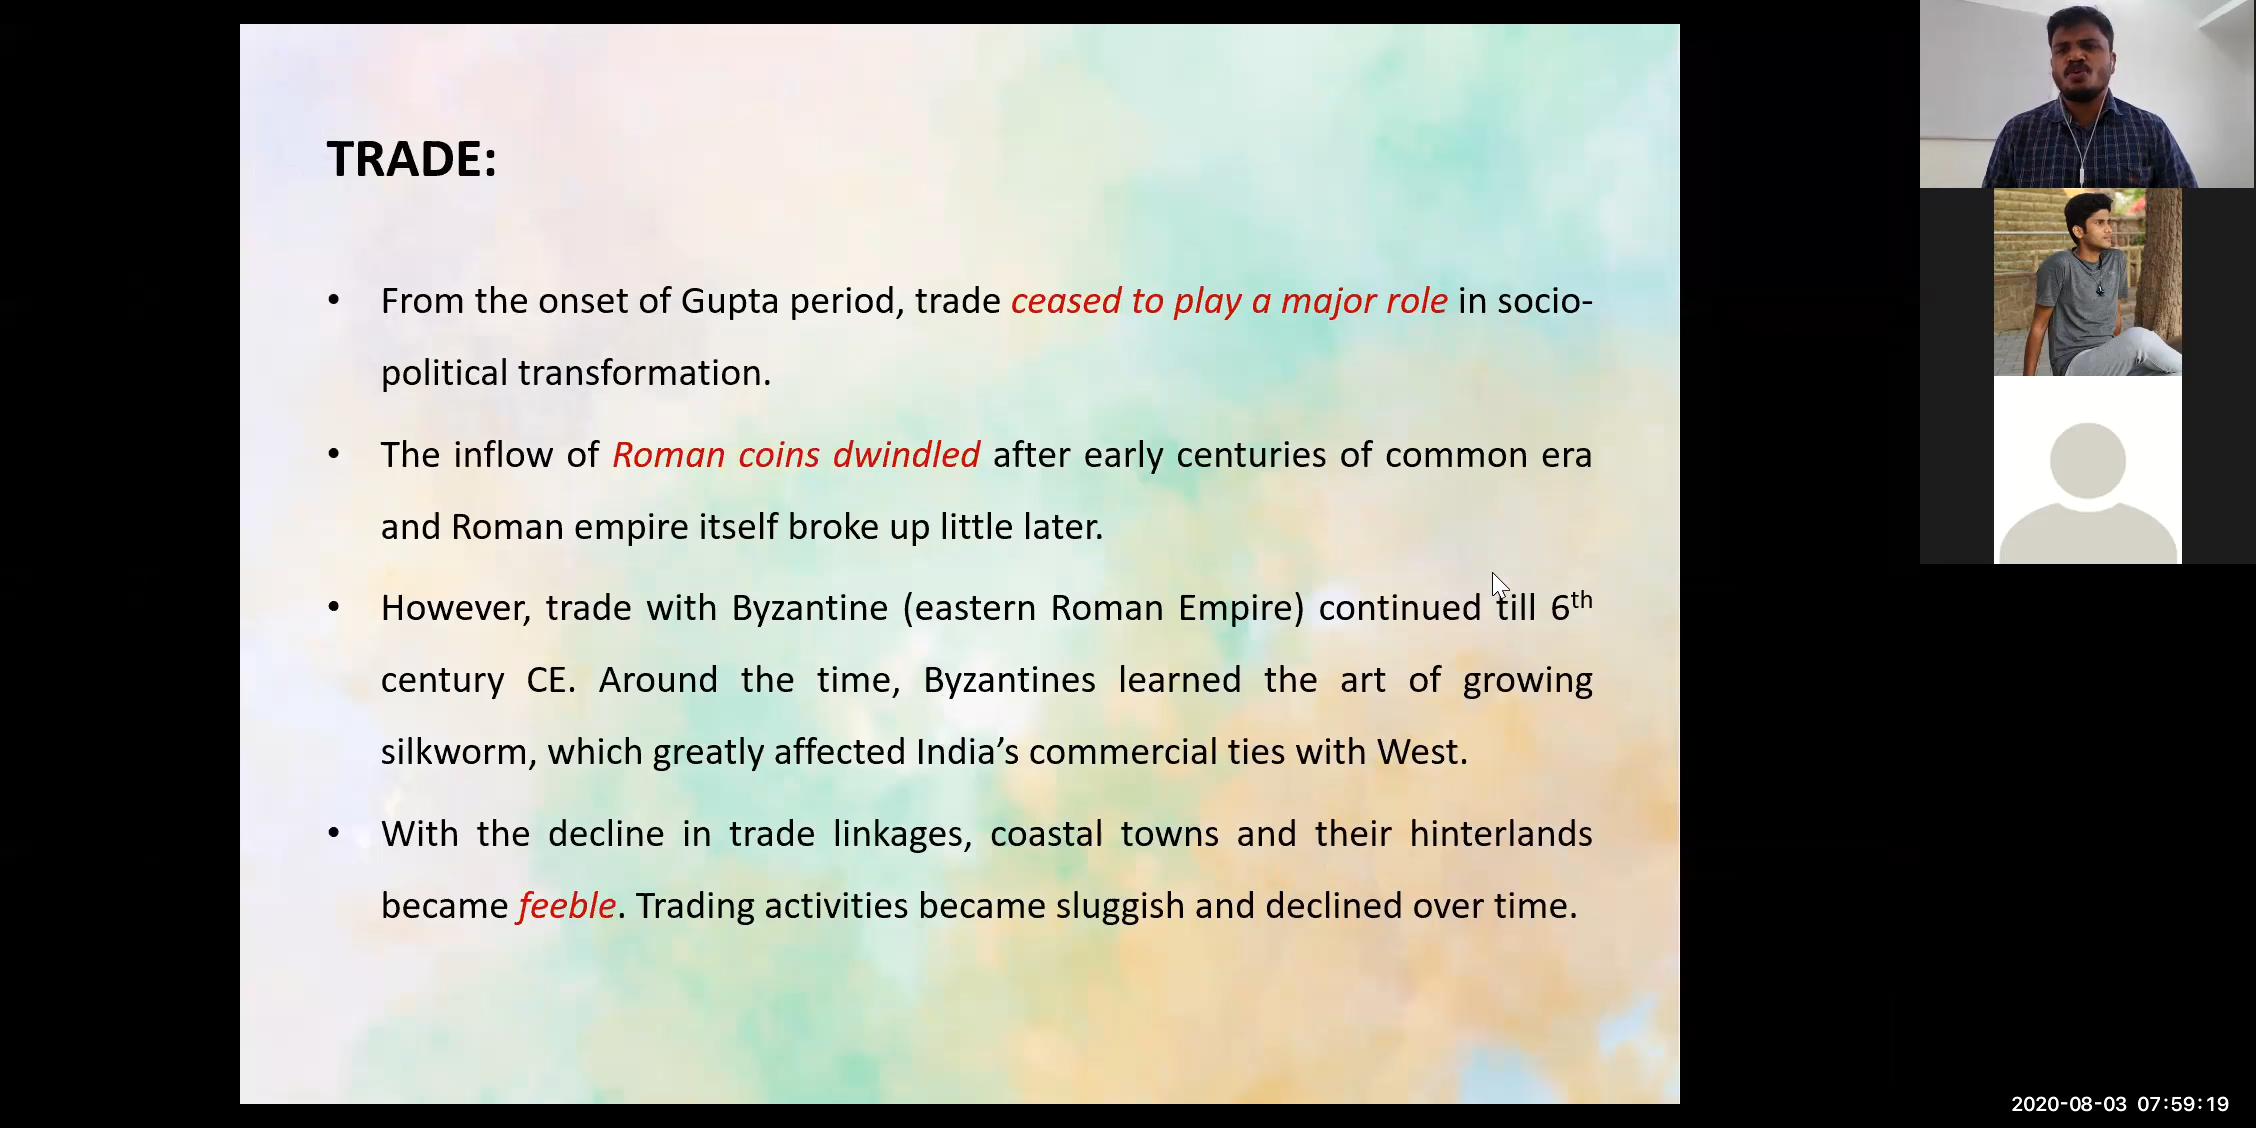 TRADE:
• From the onset of Gupta period, trade ceased to play a major role in socio-
political transformation.
• The inflow of Roman coins dwindled after early centuries of common era
and Roman empire itself broke up little later.
• However, trade with Byzantine (eastern Roman Empire) continued till 6th
century CE. Around the time, Byzantines learned the art of growing
silkworm, which greatly affected India’s commercial ties with West.
• With the decline in trade linkages, coastal towns and their hinterlands
became feeble. Trading activities became sluggish and declined over time.
2020-08-03 07:59:19